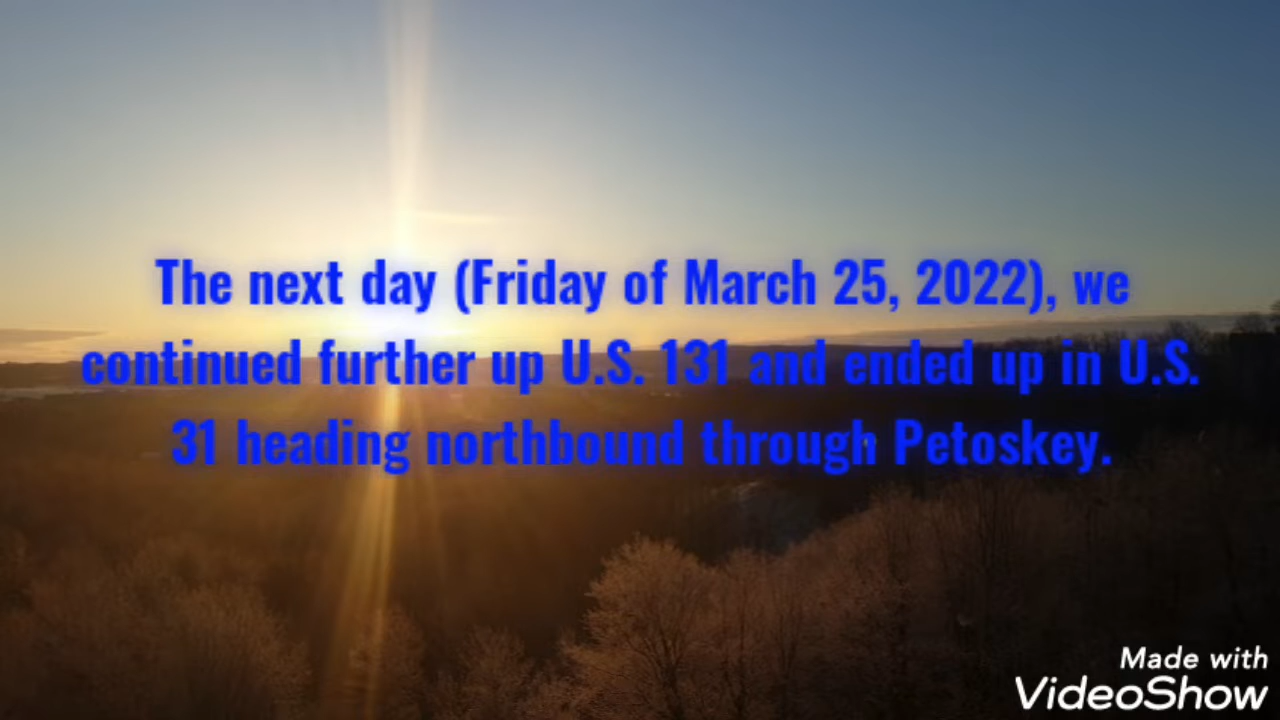 The next day (Friday of March 25, 2022), we
continued further up U.S. 131 and ended up in U.S.
31 heading northbound through Petoskey.
Made with
VideoShow